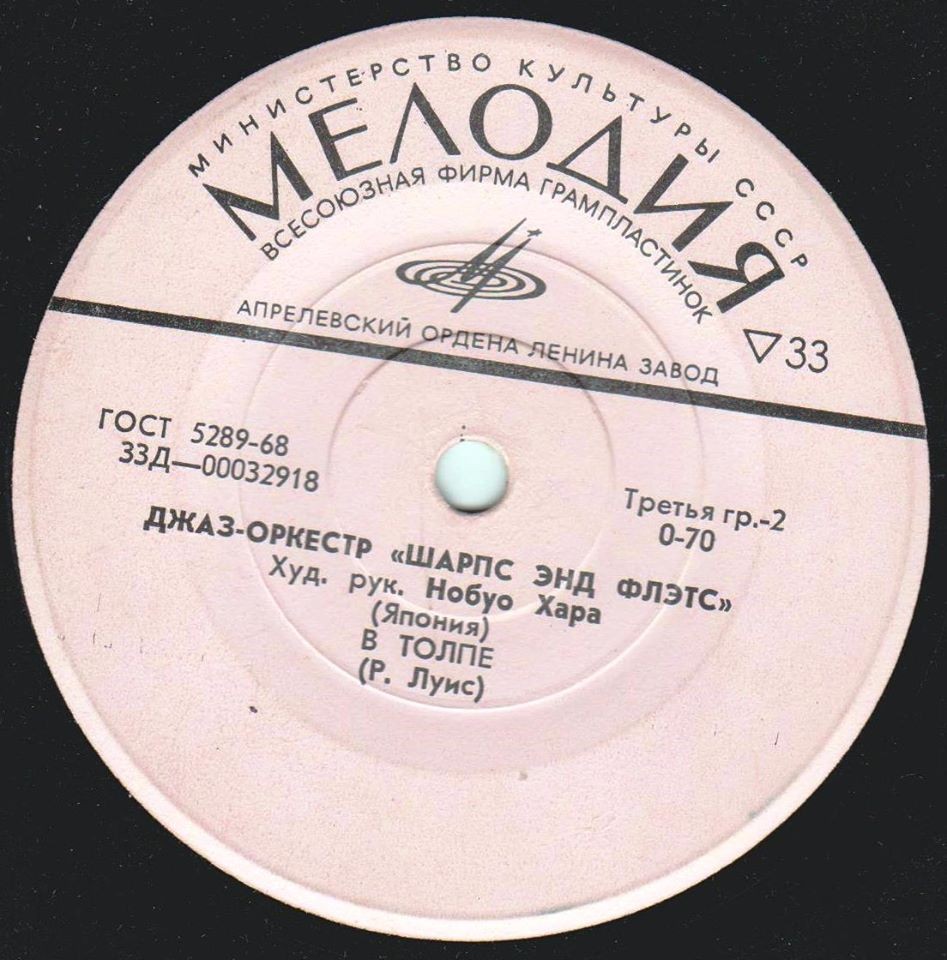 МИНИСТЕРСТВО КУЛЬТУРЫ СССР
МЕЛОДИЯ
ВСЕСОЮЗНАЯ ФИРМА ГРАМПЛАСТИНОК
АПРЕЛЕВСКИЙ ОРДЕНА ЛЕНИНА ЗАВОД
▽33
ГОСТ 5289-68
33Д—00032918
Третья гр.-2
0-70
ДЖАЗ-ОРКЕСТР «ШАРПС ЭНД ФЛЭТС»
Худ. рук. Нобуо Хара
(Япония)
В ТОЛПЕ
(Р. Луис)